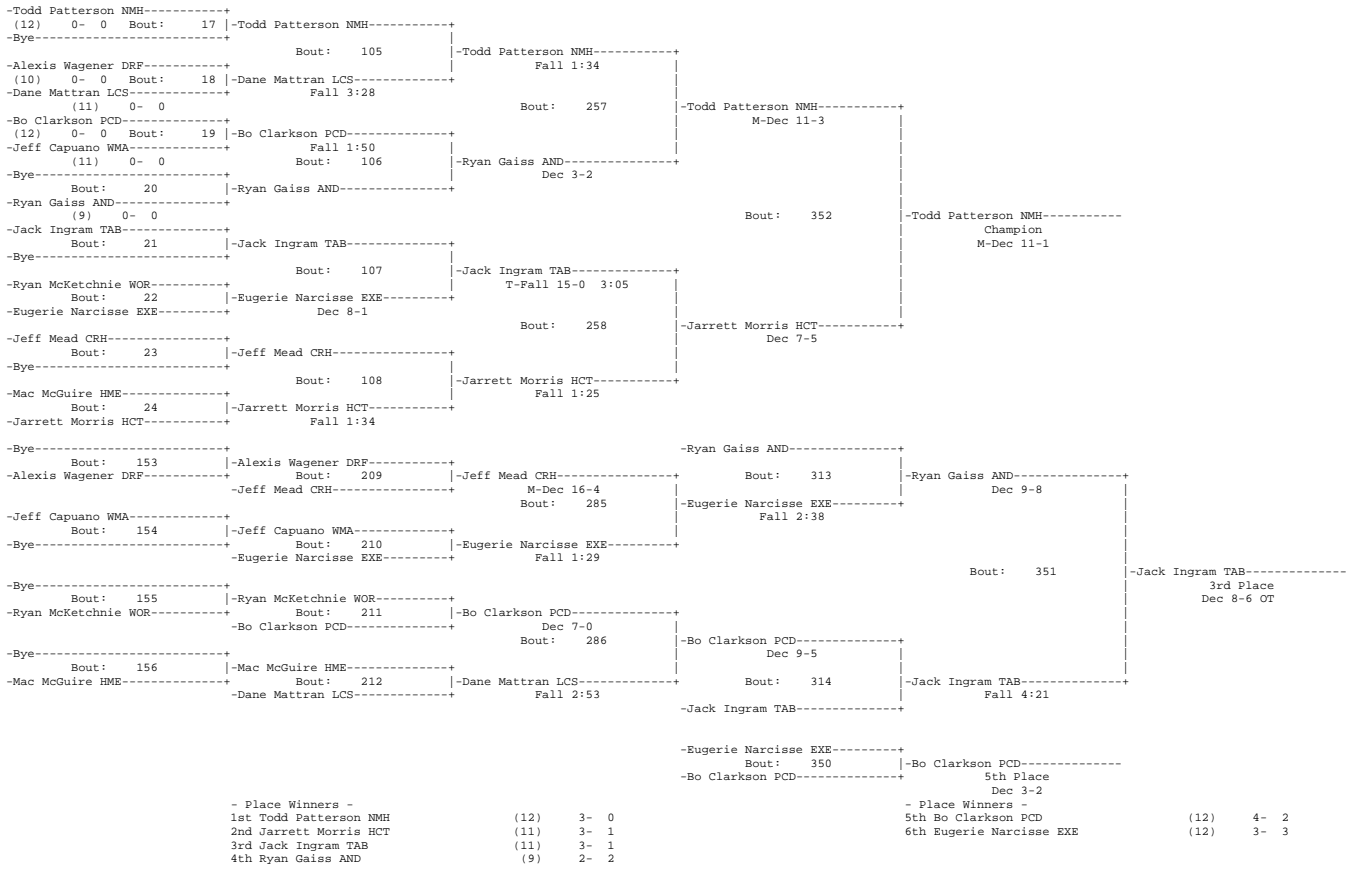 -Todd Patterson NMH-----------+
(12) 0- 0 Bout: 17 |-Todd Patterson NMH-----------+
-Bye--------------------------+ |
Bout: 105 |-Todd Patterson NMH-----------+
-Alexis Wagener DRF-----------+ | Fall 1:34 |
(10) 0- 0 Bout: 18 |-Dane Mattran LCS-------------+ |
-Dane Mattran LCS-------------+ Fall 3:28 |
(11) 0- 0 Bout: 257 |-Todd Patterson NMH-----------+
-Bo Clarkson PCD--------------+ | M-Dec 11-3 |
(12) 0- 0 Bout: 19 |-Bo Clarkson PCD--------------+ | |
-Jeff Capuano WMA-------------+ Fall 1:50 | | |
(11) 0- 0 Bout: 106 |-Ryan Gaiss AND---------------+ |
-Bye--------------------------+ | Dec 3-2 |
Bout: 20 |-Ryan Gaiss AND---------------+ |
-Ryan Gaiss AND---------------+ |
(9) 0- 0 Bout: 352 |-Todd Patterson NMH-----------
-Jack Ingram TAB--------------+ | Champion
Bout: 21 |-Jack Ingram TAB--------------+ | M-Dec 11-1
-Bye--------------------------+ | |
Bout: 107 |-Jack Ingram TAB--------------+ |
-Ryan McKetchnie WOR----------+ | T-Fall 15-0 3:05 | |
Bout: 22 |-Eugerie Narcisse EXE---------+ | |
-Eugerie Narcisse EXE---------+ Dec 8-1 | |
Bout: 258 |-Jarrett Morris HCT-----------+
-Jeff Mead CRH----------------+ | Dec 7-5
Bout: 23 |-Jeff Mead CRH----------------+ |
-Bye--------------------------+ | |
Bout: 108 |-Jarrett Morris HCT-----------+
-Mac McGuire HME--------------+ | Fall 1:25
Bout: 24 |-Jarrett Morris HCT-----------+
-Jarrett Morris HCT-----------+ Fall 1:34
-Bye--------------------------+ -Ryan Gaiss AND---------------+
Bout: 153 |-Alexis Wagener DRF-----------+ |
-Alexis Wagener DRF-----------+ Bout: 209 |-Jeff Mead CRH----------------+ Bout: 313 |-Ryan Gaiss AND---------------+
-Jeff Mead CRH----------------+ M-Dec 16-4 | | Dec 9-8 |
Bout: 285 |-Eugerie Narcisse EXE---------+ |
-Jeff Capuano WMA-------------+ | Fall 2:38 |
Bout: 154 |-Jeff Capuano WMA-------------+ | |
-Bye--------------------------+ Bout: 210 |-Eugerie Narcisse EXE---------+ |
-Eugerie Narcisse EXE---------+ Fall 1:29 |
Bout: 351 |-Jack Ingram TAB--------------
-Bye--------------------------+ | 3rd Place
Bout: 155 |-Ryan McKetchnie WOR----------+ | Dec 8-6 OT
-Ryan McKetchnie WOR----------+ Bout: 211 |-Bo Clarkson PCD--------------+ |
-Bo Clarkson PCD--------------+ Dec 7-0 | |
Bout: 286 |-Bo Clarkson PCD--------------+ |
-Bye--------------------------+ | Dec 9-5 | |
Bout: 156 |-Mac McGuire HME--------------+ | | |
-Mac McGuire HME--------------+ Bout: 212 |-Dane Mattran LCS-------------+ Bout: 314 |-Jack Ingram TAB--------------+
-Dane Mattran LCS-------------+ Fall 2:53 | Fall 4:21
-Jack Ingram TAB--------------+
-Eugerie Narcisse EXE---------+
Bout: 350 |-Bo Clarkson PCD--------------
-Bo Clarkson PCD--------------+ 5th Place
Dec 3-2
- Place Winners - - Place Winners -
1st Todd Patterson NMH (12) 3- 0 5th Bo Clarkson PCD (12) 4- 2
2nd Jarrett Morris HCT (11) 3- 1 6th Eugerie Narcisse EXE (12) 3- 3
3rd Jack Ingram TAB (11) 3- 1
4th Ryan Gaiss AND (9) 2- 2